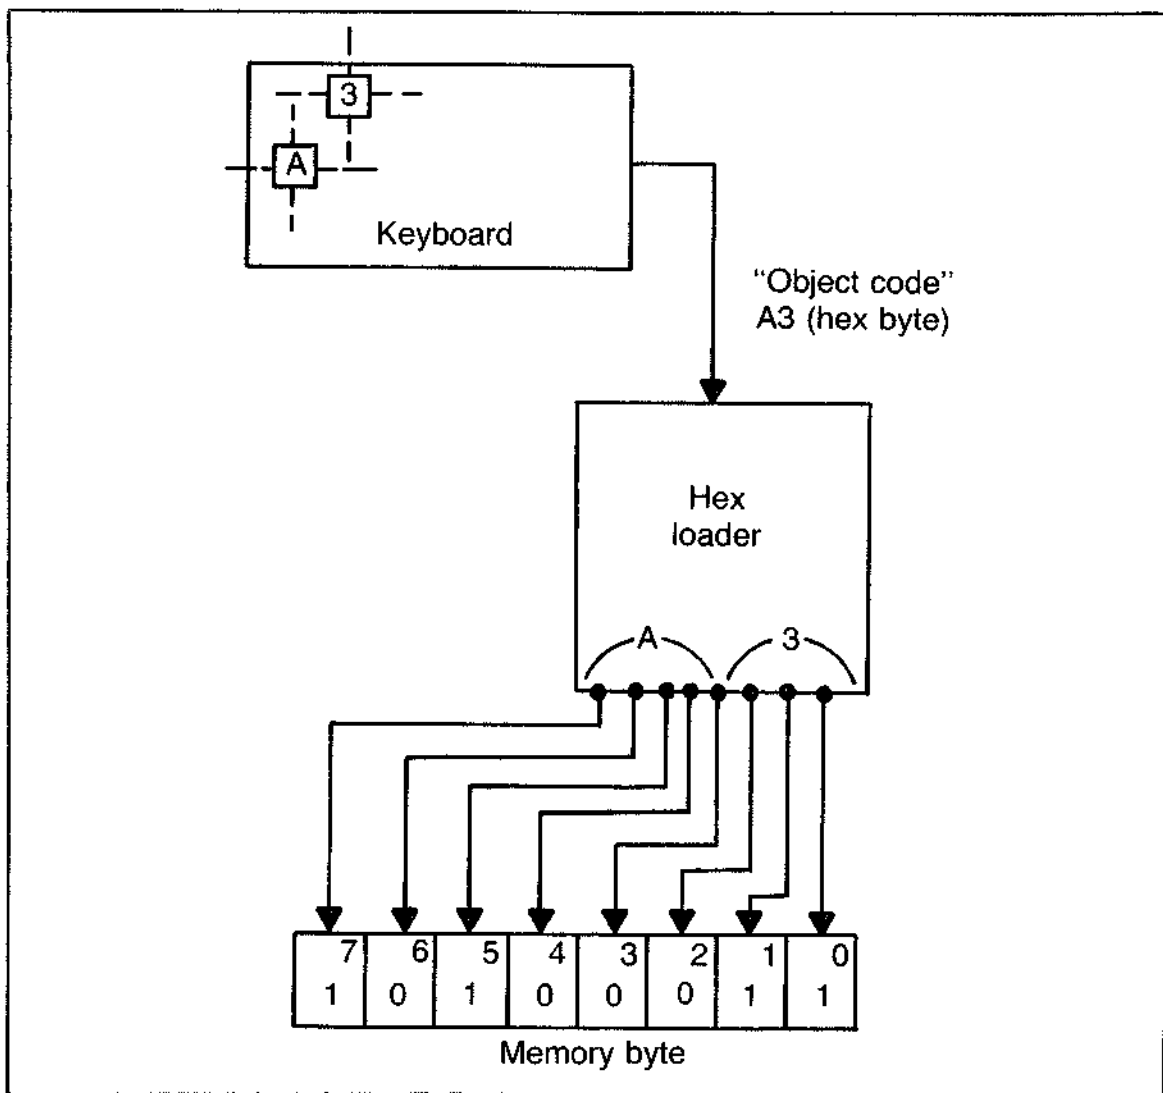 3
A
Keyboard
“Object code”
A3 (hex byte)
Hex
loader
A 3
7 6 5 4 3 2 1 0
1 0 1 0 0 0 1 1
Memory byte